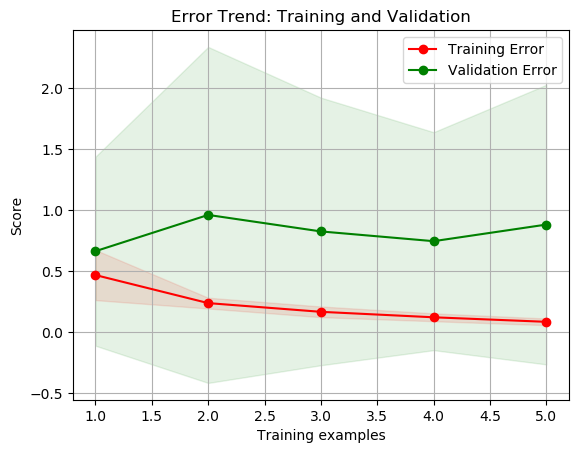 Error Trend: Training and Validation
Training Error
Validation Error
2.0
1.5
1.0
0.5
0.0
−0.5
Score
1.0 1.5 2.0 2.5 3.0 3.5 4.0 4.5 5.0
Training examples